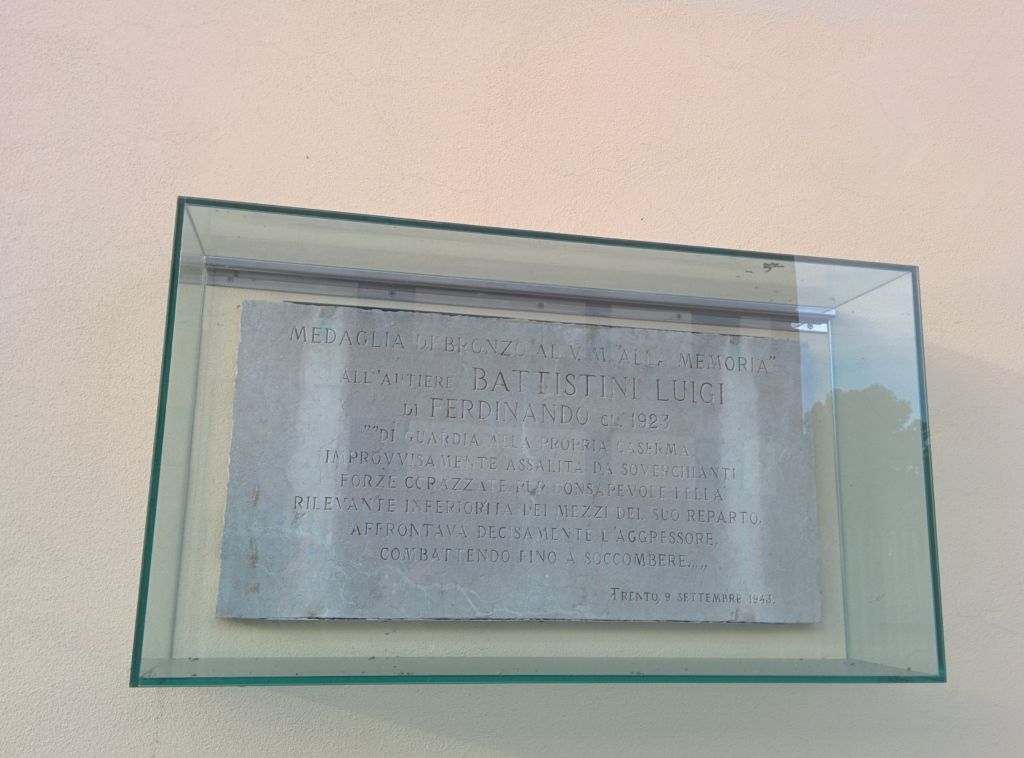 MEDAGLIA DI BRONZO AL V. M. "ALLA MEMORIA"
ALL'AUTIERE BATTISTINI LUIGI
DI FERDINANDO CL. 1923
""DI GUARDIA ALLA PROPRIA CASERMA
IMPROVVISAMENTE ASSALITA DA SOVERCHIANTI
FORZE CORAZZATE, PUR CONSAPEVOLE DELLA
RILEVANTE INFERIORITÀ DEI MEZZI DEL SUO REPARTO,
AFFRONTAVA DECISAMENTE L'AGGRESSORE,
COMBATTENDO FINO A SOCCOMBERE.,,,,
TRENTO, 9 SETTEMBRE 1943.